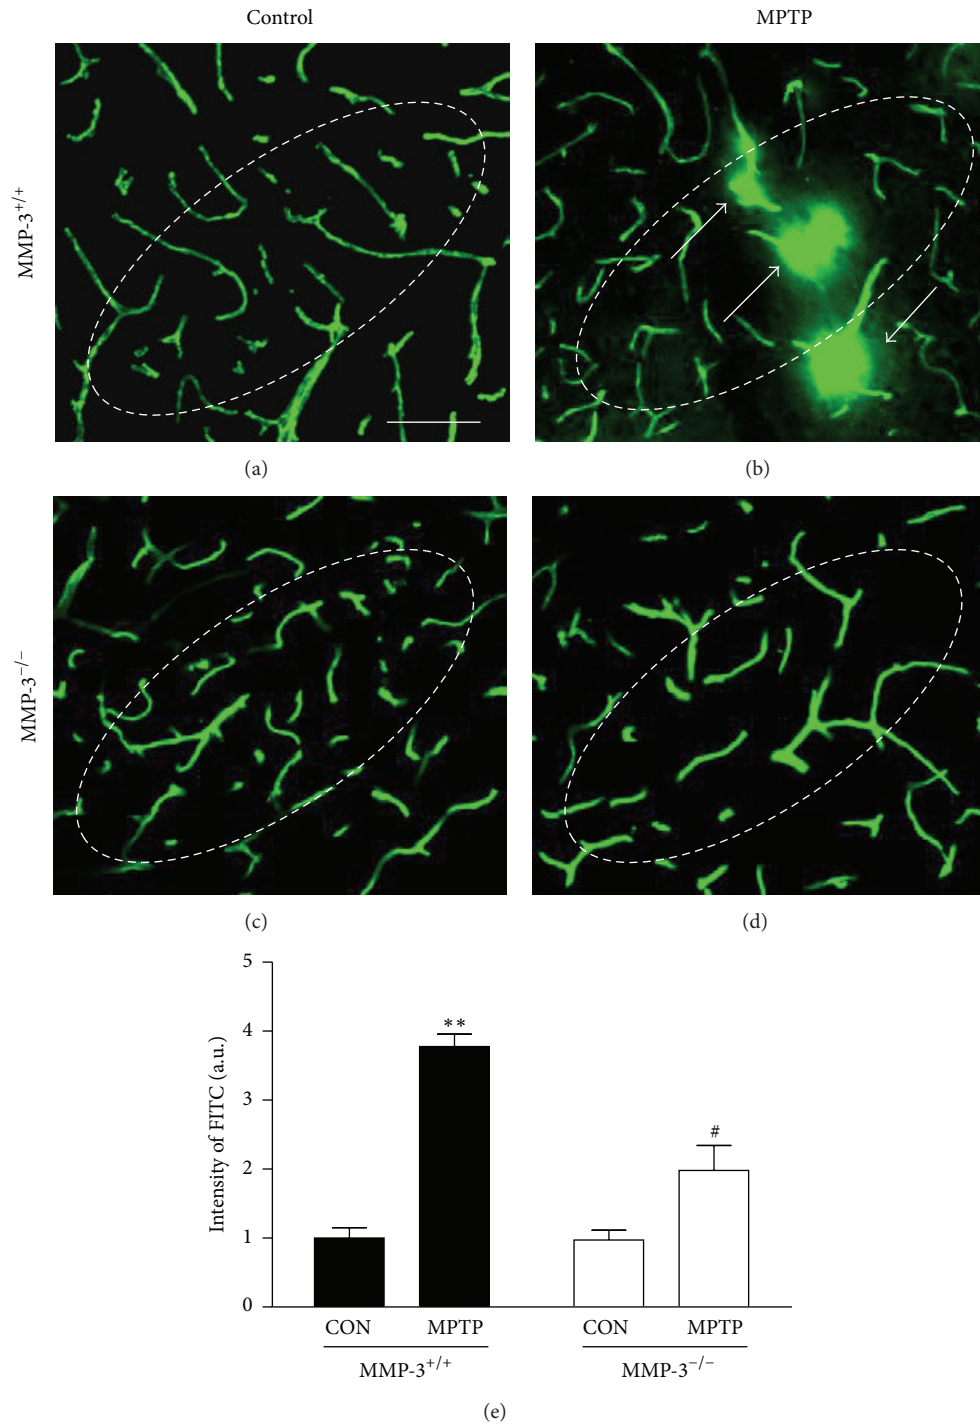 Control
MPTP
MMP-3+/+
(a)
(b)
MMP-3−/−
(c)
(d)
Intensity of FITC (a.u.)
5
4
3
2
1
0
**
#
CON
MPTP
CON
MPTP
MMP-3+/+
MMP-3−/−
(e)